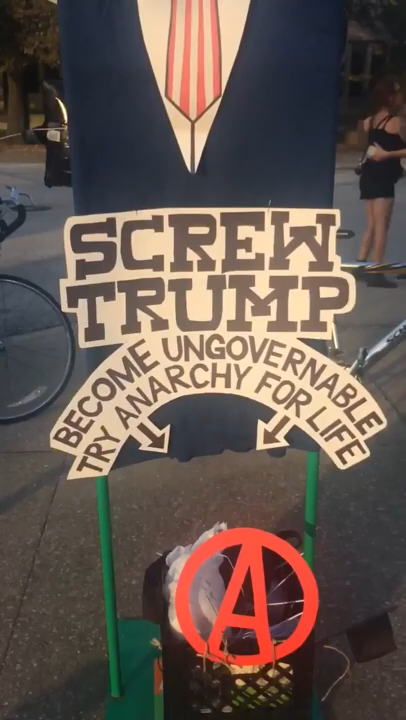 SCREW
TRUMP
BECOME UNGOVERNABLE
TRY ANARCHY FOR LIFE
A